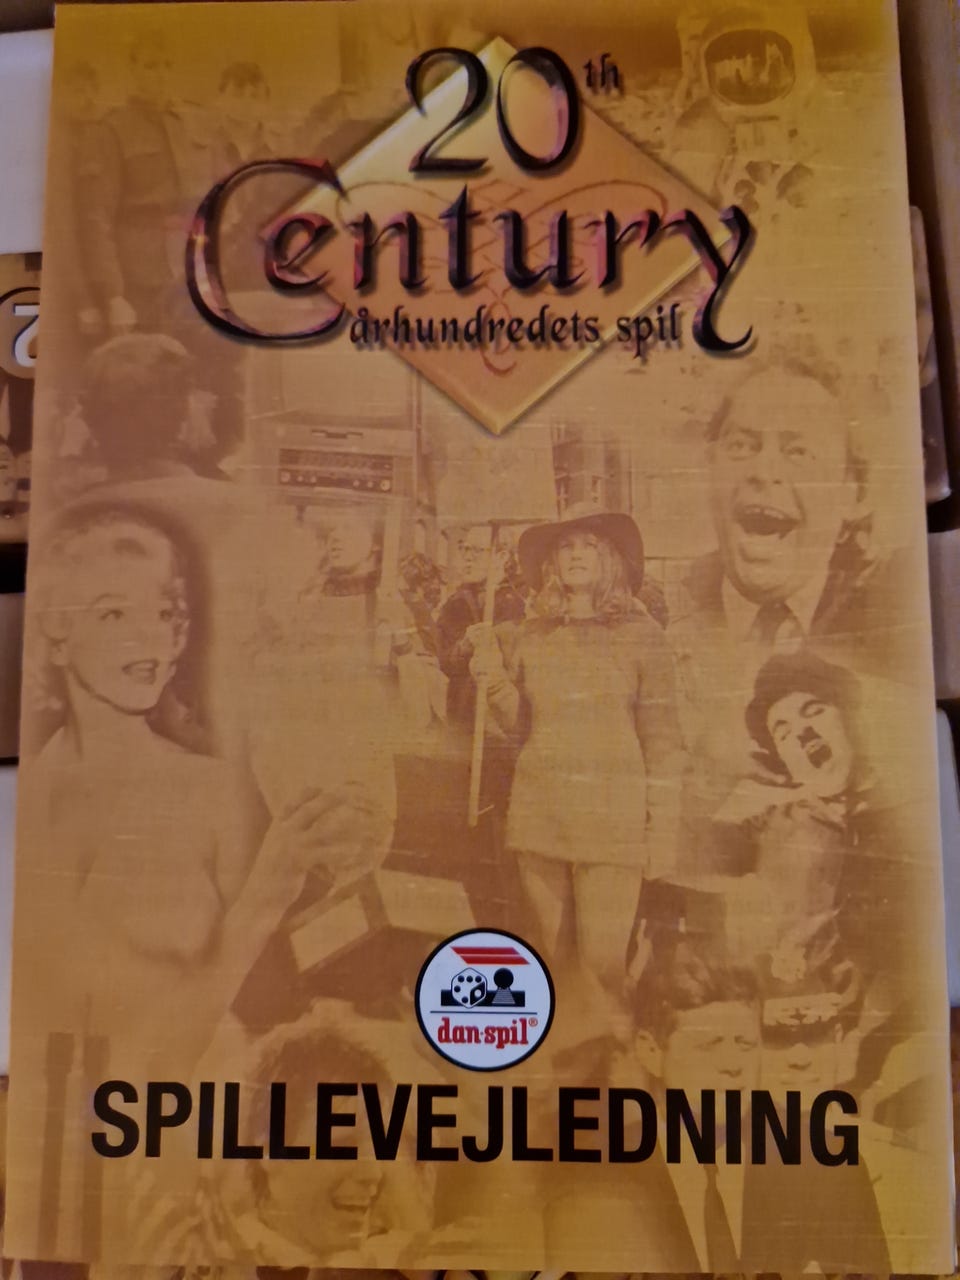 20th
Century
århundredets spil
dan-spil®
SPILLEVEJLEDNING